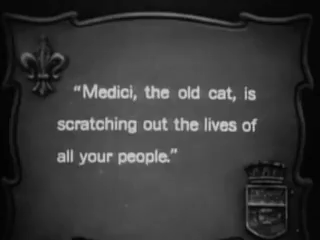 "Medici, the old cat, is
scratching out the lives of
all your people."